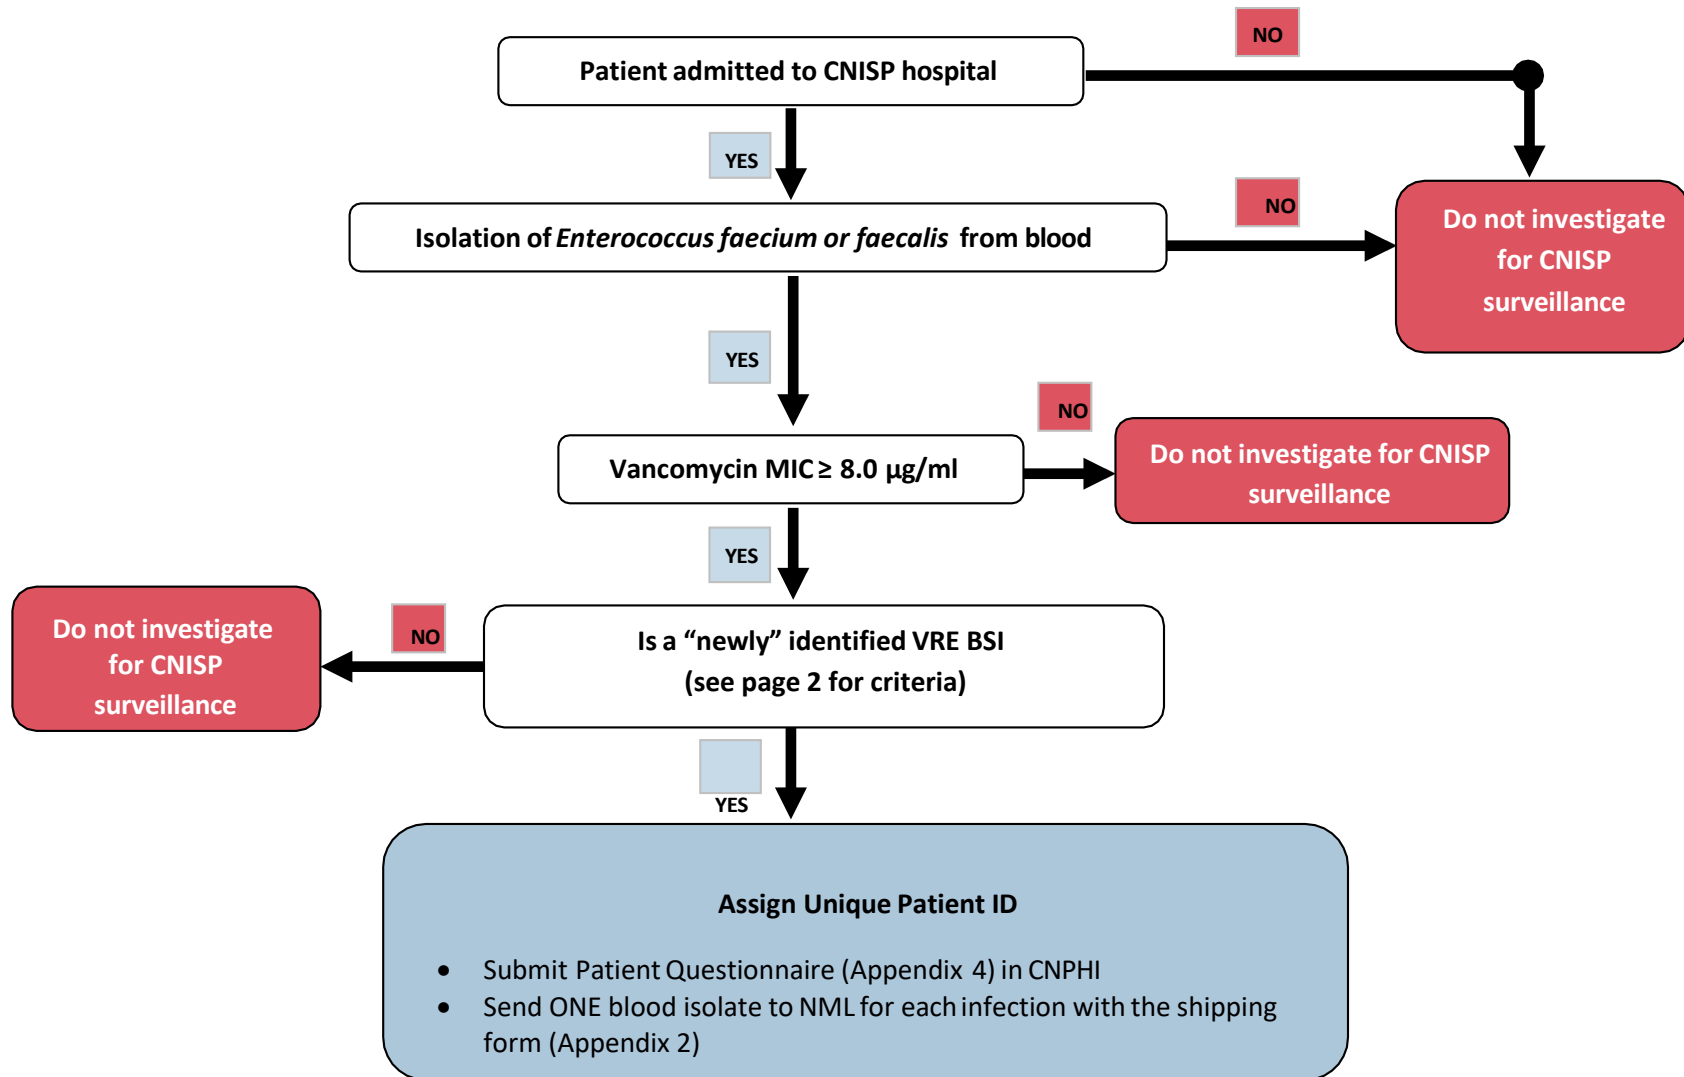 NO
Patient admitted to CNISP hospital
YES
NO
Isolation of Enterococcus faecium or faecalis from blood
Do not investigate
for CNISP
surveillance
YES
NO
Vancomycin MIC ≥ 8.0 µg/ml
Do not investigate for CNISP
surveillance
YES
Do not investigate
for CNISP
surveillance
NO
Is a “newly” identified VRE BSI
(see page 2 for criteria)
YES
Assign Unique Patient ID
• Submit Patient Questionnaire (Appendix 4) in CNPHI
• Send ONE blood isolate to NML for each infection with the shipping
form (Appendix 2)